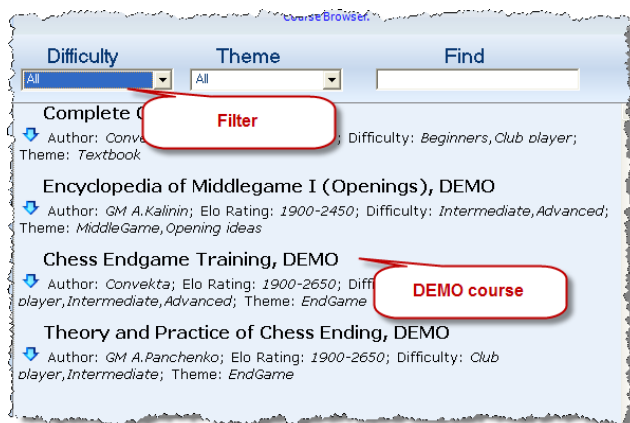 Course Browser.
Difficulty Theme Find
All All
Complete
Filter
Author: Difficulty: Beginners,Club player;
Theme: Textbook
Encyclopedia of Middlegame I (Openings), DEMO
Author: GM A.Kalinin; Elo Rating: 1900-2450; Difficulty: Intermediate,Advanced;
Theme: MiddleGame,Opening ideas
Chess Endgame Training, DEMO
Author: Convekta; Elo Rating: 1900-2650;
DEMO course
player,Intermediate,Advanced; Theme: EndGame
Theory and Practice of Chess Ending, DEMO
Author: GM A.Panchenko; Elo Rating: 1900-2650; Difficulty: Club
player,Intermediate; Theme: EndGame